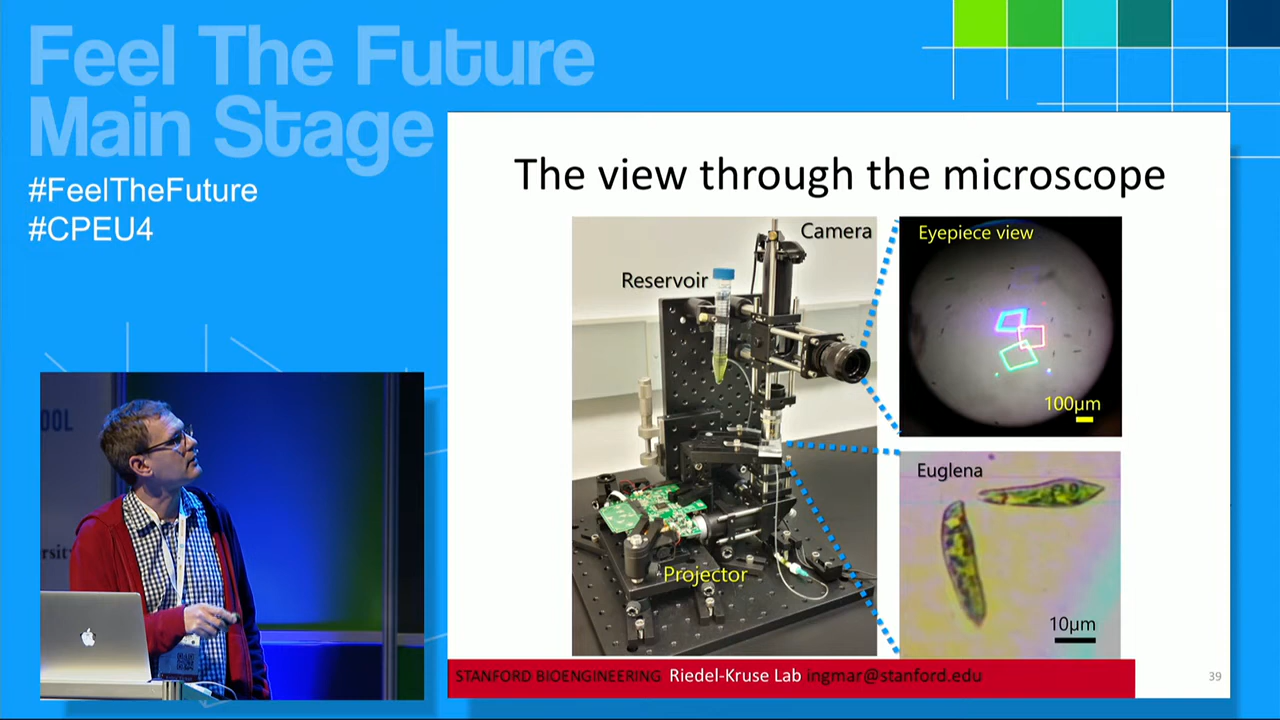 Feel The Future
Main Stage
#FeelTheFuture
#CPEU4
The view through the microscope
Camera
Reservoir
Projector
Eyepiece view
100µm
Euglena
10µm
STANFORD BIOENGINEERING Riedel-Kruse Lab ingmar@stanford.edu
39